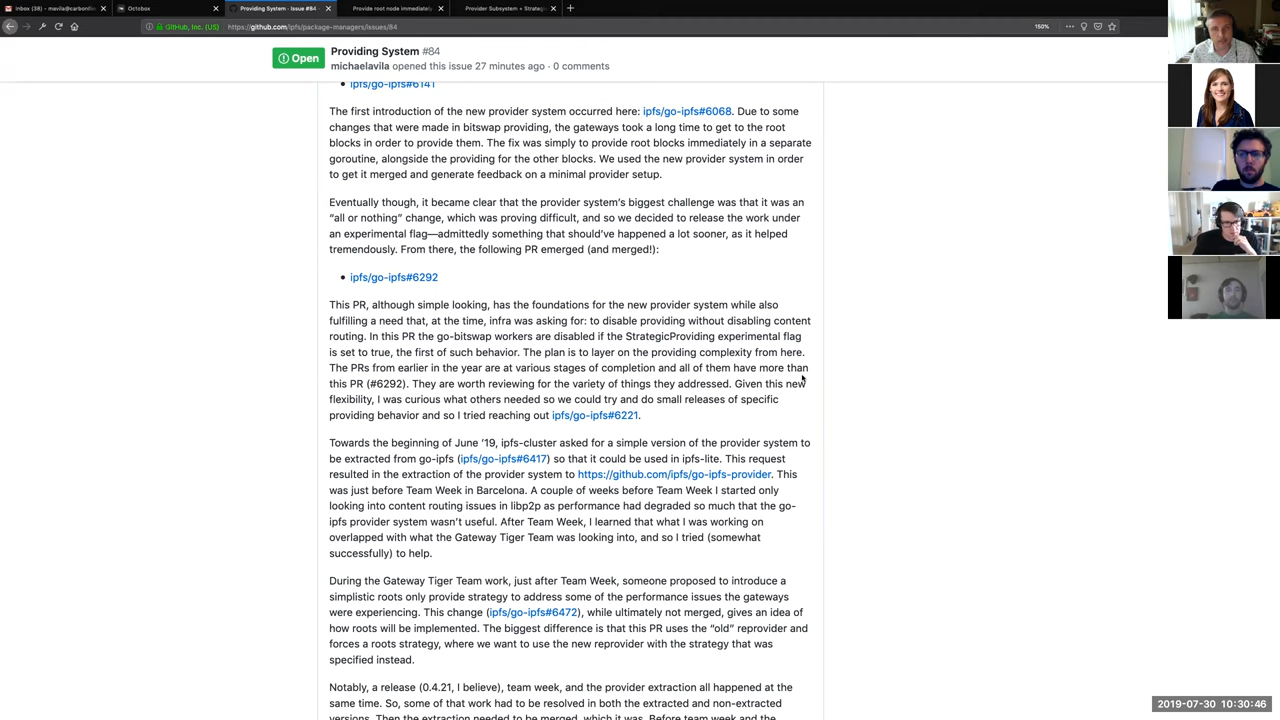 Inbox (38) - mavila@carbonfive
Octobox
Providing System · Issue #84 ·
Provide root node immediately
Provider Subsystem + Strategic
GitHub, Inc. (US)
https://github.com/ipfs/package-managers/issues/84
150%
Open
Providing System #84
michaelavila opened this issue 27 minutes ago · 0 comments
ipfs/go-ipfs#6141
The first introduction of the new provider system occurred here: ipfs/go-ipfs#6068. Due to some
changes that were made in bitswap providing, the gateways took a long time to get to the root
blocks in order to provide them. The fix was simply to provide root blocks immediately in a separate
goroutine, alongside the providing for the other blocks. We used the new provider system in order
to get it merged and generate feedback on a minimal provider setup.
Eventually though, it became clear that the provider system's biggest challenge was that it was an
“all or nothing” change, which was proving difficult, and so we decided to release the work under
an experimental flag—admittedly something that should've happened a lot sooner, as it helped
tremendously. From there, the following PR emerged (and merged!):
ipfs/go-ipfs#6292
This PR, although simple looking, has the foundations for the new provider system while also
fulfilling a need that, at the time, infra was asking for: to disable providing without disabling content
routing. In this PR the go-bitswap workers are disabled if the StrategicProviding experimental flag
is set to true, the first of such behavior. The plan is to layer on the providing complexity from here.
The PRs from earlier in the year are at various stages of completion and all of them have more than
this PR (#6292). They are worth reviewing for the variety of things they addressed. Given this new
flexibility, I was curious what others needed so we could try and do small releases of specific
providing behavior and so I tried reaching out ipfs/go-ipfs#6221.
Towards the beginning of June ‘19, ipfs-cluster asked for a simple version of the provider system to
be extracted from go-ipfs (ipfs/go-ipfs#6417) so that it could be used in ipfs-lite. This request
resulted in the extraction of the provider system to https://github.com/ipfs/go-ipfs-provider. This
was just before Team Week in Barcelona. A couple of weeks before Team Week I started only
looking into content routing issues in libp2p as performance had degraded so much that the go-
ipfs provider system wasn't useful. After Team Week, I learned that what I was working on
overlapped with what the Gateway Tiger Team was looking into, and so I tried (somewhat
successfully) to help.
During the Gateway Tiger Team work, just after Team Week, someone proposed to introduce a
simplistic roots only provide strategy to address some of the performance issues the gateways
were experiencing. This change (ipfs/go-ipfs#6472), while ultimately not merged, gives an idea of
how roots will be implemented. The biggest difference is that this PR uses the “old” reprovider and
forces a roots strategy, where we want to use the new reprovider with the strategy that was
specified instead.
Notably, a release (0.4.21, I believe), team week, and the provider extraction all happened at the
same time. So, some of that work had to be resolved in both the extracted and non-extracted
versions. Then the extraction needed to be merged, which it was. Before team week and the
2019-07-30 10:30:46